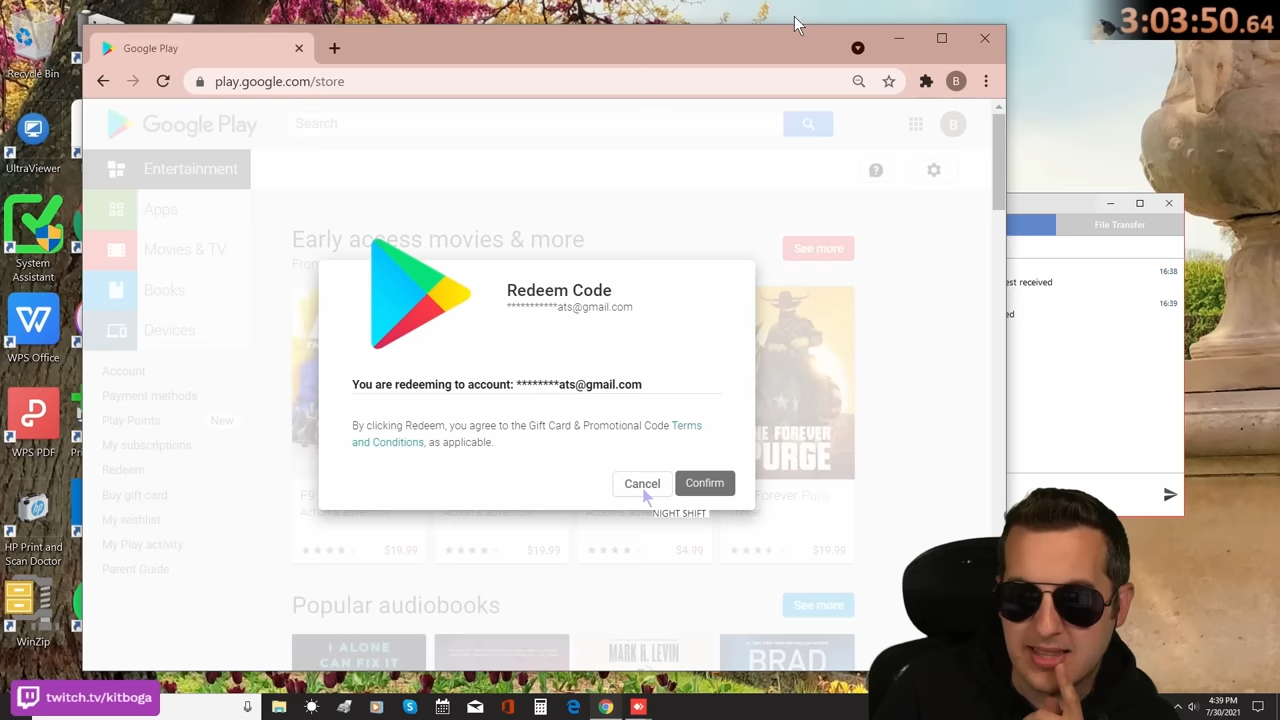 3:03:50.64
Recycle Bin
UltraViewer
System
Assistant
WPS Office
WPS PDF
HP Print and
Scan Doctor
WinZip
Google Play
play.google.com/store
B
Google Play
Search
B
Entertainment
Apps
Movies & TV
Books
Devices
Account
Payment methods
Play Points New
My subscriptions
Redeem
Buy gift card
My wishlist
My Play activity
Parent Guide
Early access movies & more
See more
Redeem Code
***********ats@gmail.com
You are redeeming to account: ********ats@gmail.com
By clicking Redeem, you agree to the Gift Card & Promotional Code Terms
and Conditions, as applicable.
Cancel
Confirm
NIGHT SHIFT
THE FOREVER
PURGE
$19.99
$19.99
$4.99
$19.99
Popular audiobooks
See more
I ALONE
CAN FIX IT
MARK R. LEVIN
BRAD
File Transfer
16:38
est received
16:39
ed
twitch.tv/kitboga
4:39 PM
7/30/2021